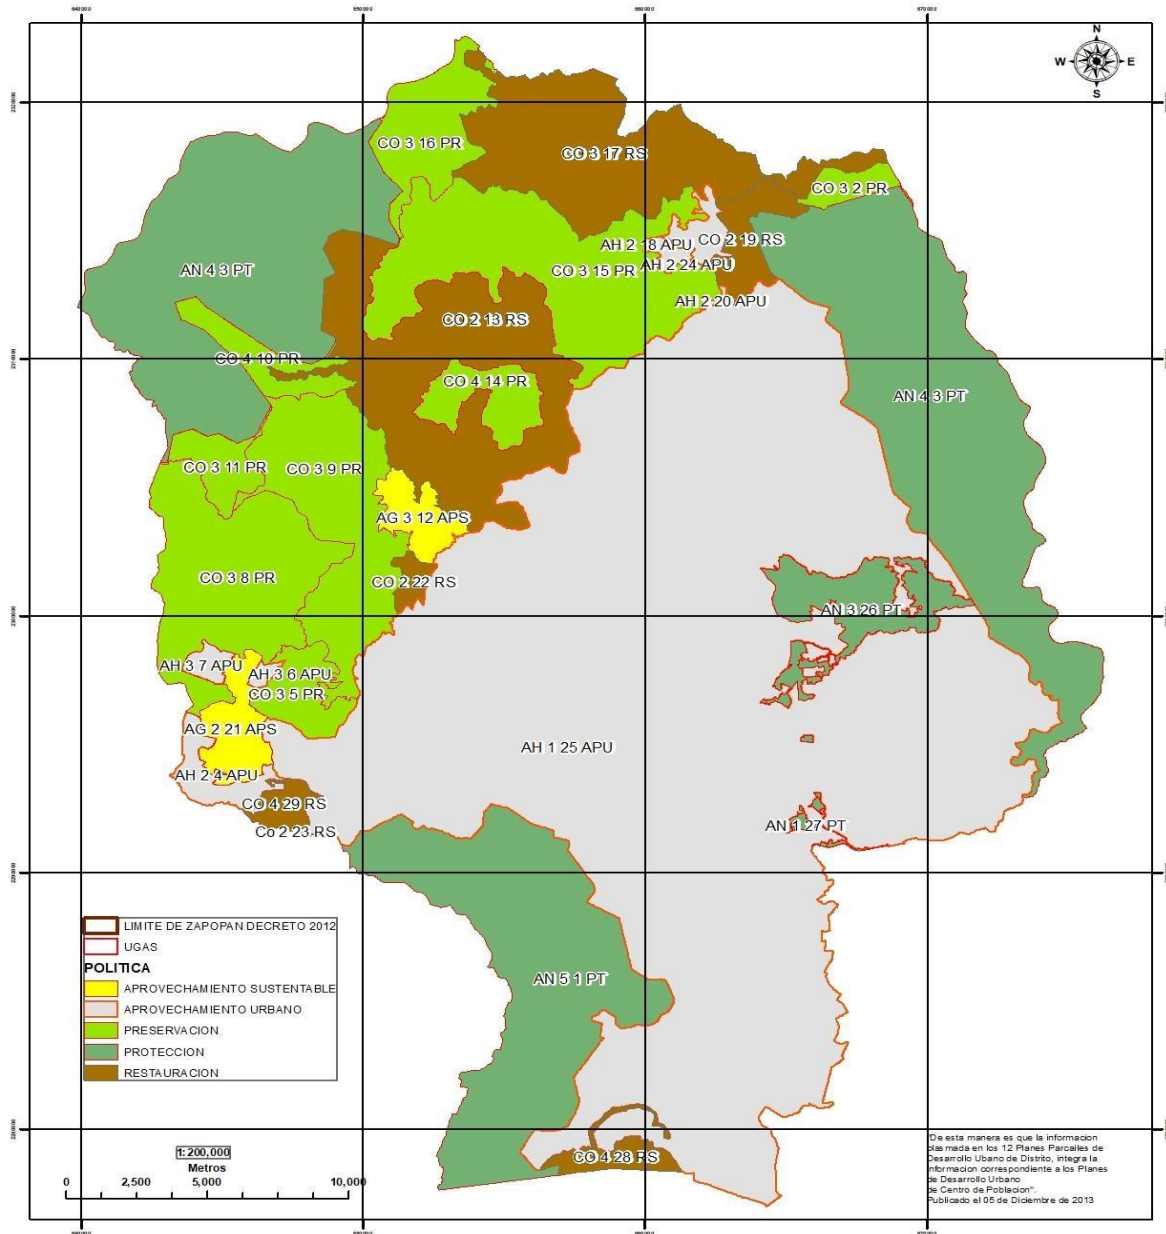 N
W E
S
CO 3 16 PR
CO 3 17 RS
CO 3 2 PR
AH 2 18 APU
CO 2 19 RS
AN 4 3 PT
CO 3 15 PR
AH 2 24 APU
AH 2 20 APU
CO 2 13 RS
CO 4 10 PR
CO 4 14 PR
AN 4 3 PT
CO 3 11 PR
CO 3 9 PR
AG 3 12 APS
CO 3 8 PR
CO 2 22 RS
AN 3 26 PT
AH 3 7 APU
AH 3 6 APU
CO 3 5 PR
AG 2 21 APS
AH 1 25 APU
AH 2 4 APU
CO 4 29 RS
Co 2 23 RS
AN 1 27 PT
AN 5 1 PT
CO 4 28 RS
LIMITE DE ZAPOPAN DECRETO 2012
UGAS
POLITICA
APROVECHAMIENTO SUSTENTABLE
APROVECHAMIENTO URBANO
PRESERVACION
PROTECCION
RESTAURACION
1:200,000
Metros
0 2,500 5,000 10,000
"De esta manera es que la informacion
plasmada en los 12 Planes Parcailes de
Desarrollo Ubano de Distrito, integra la
informacion correspondiente a los Planes
de Desarrollo Urbano
de Centro de Poblacion".
Publicado el 05 de Diciembre de 2013